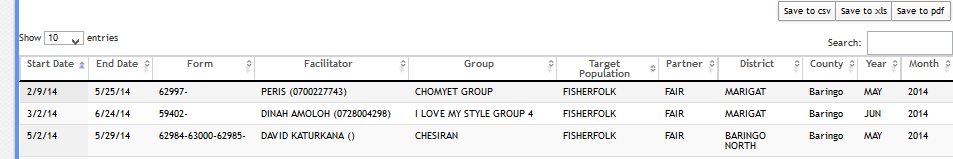 Save to csv Save to xls Save to pdf
Show 10 entries
Search:
Start Date End Date Form Facilitator Group Target Population Partner District County Year Month
2/9/14 5/25/14 62997- PERIS (0700227743) CHOMYET GROUP FISHERFOLK FAIR MARIGAT Baringo MAY 2014
3/2/14 6/24/14 59402- DINAH AMOLOH (0728004298) I LOVE MY STYLE GROUP 4 FISHERFOLK FAIR MARIGAT Baringo JUN 2014
5/2/14 5/29/14 62984-63000-62985- DAVID KATURKANA () CHESIRAN FISHERFOLK FAIR BARINGO NORTH Baringo MAY 2014